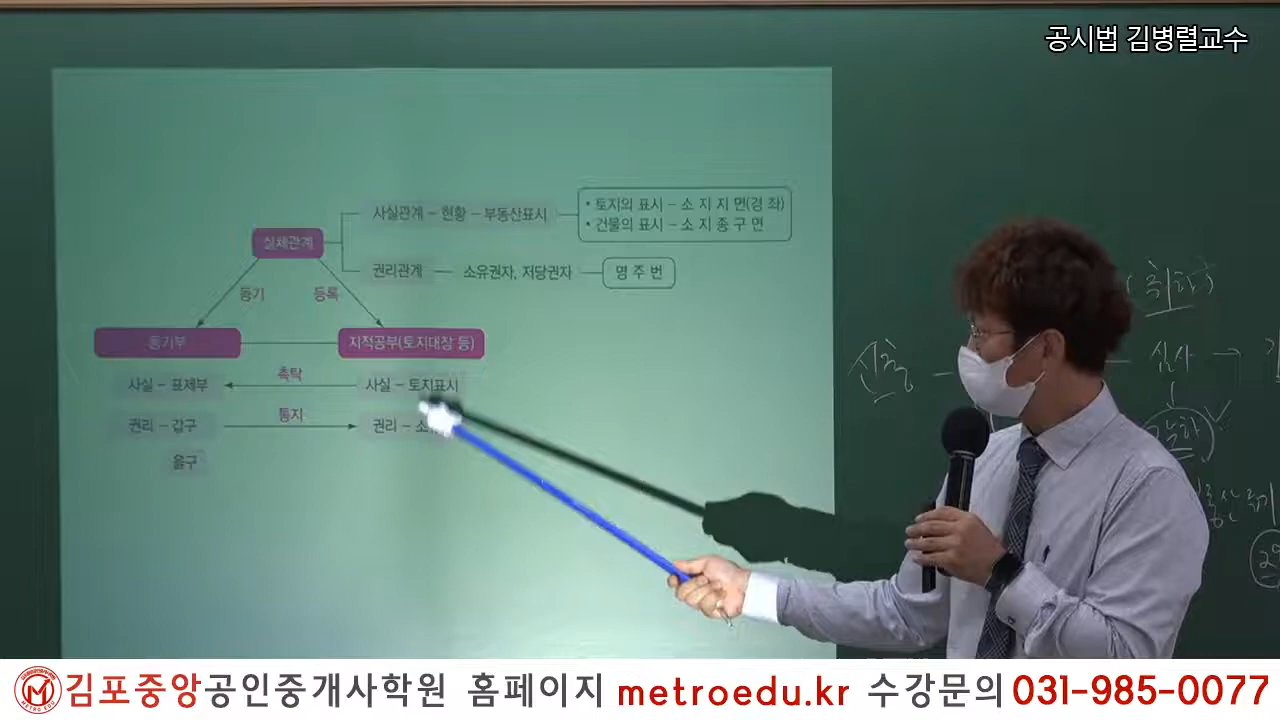 공시법 김병렬교수
사실관계 - 현황 - 부동산표시
• 토지의 표시 - 소 지 지 면(경 좌)
• 건물의 표시 - 소 지 종 구 면
실체관계
권리관계 - 소유권자, 저당권자 - 명 주 번
등기 등록
등기부 지적공부(토지대장 등)
사실 - 표제부 촉탁 사실 - 토지표시
권리 - 갑구 통지 권리 - 소
을구
심사
METRO EDU
김포중앙공인중개사학원 홈페이지 metroedu.kr 수강문의 031-985-0077